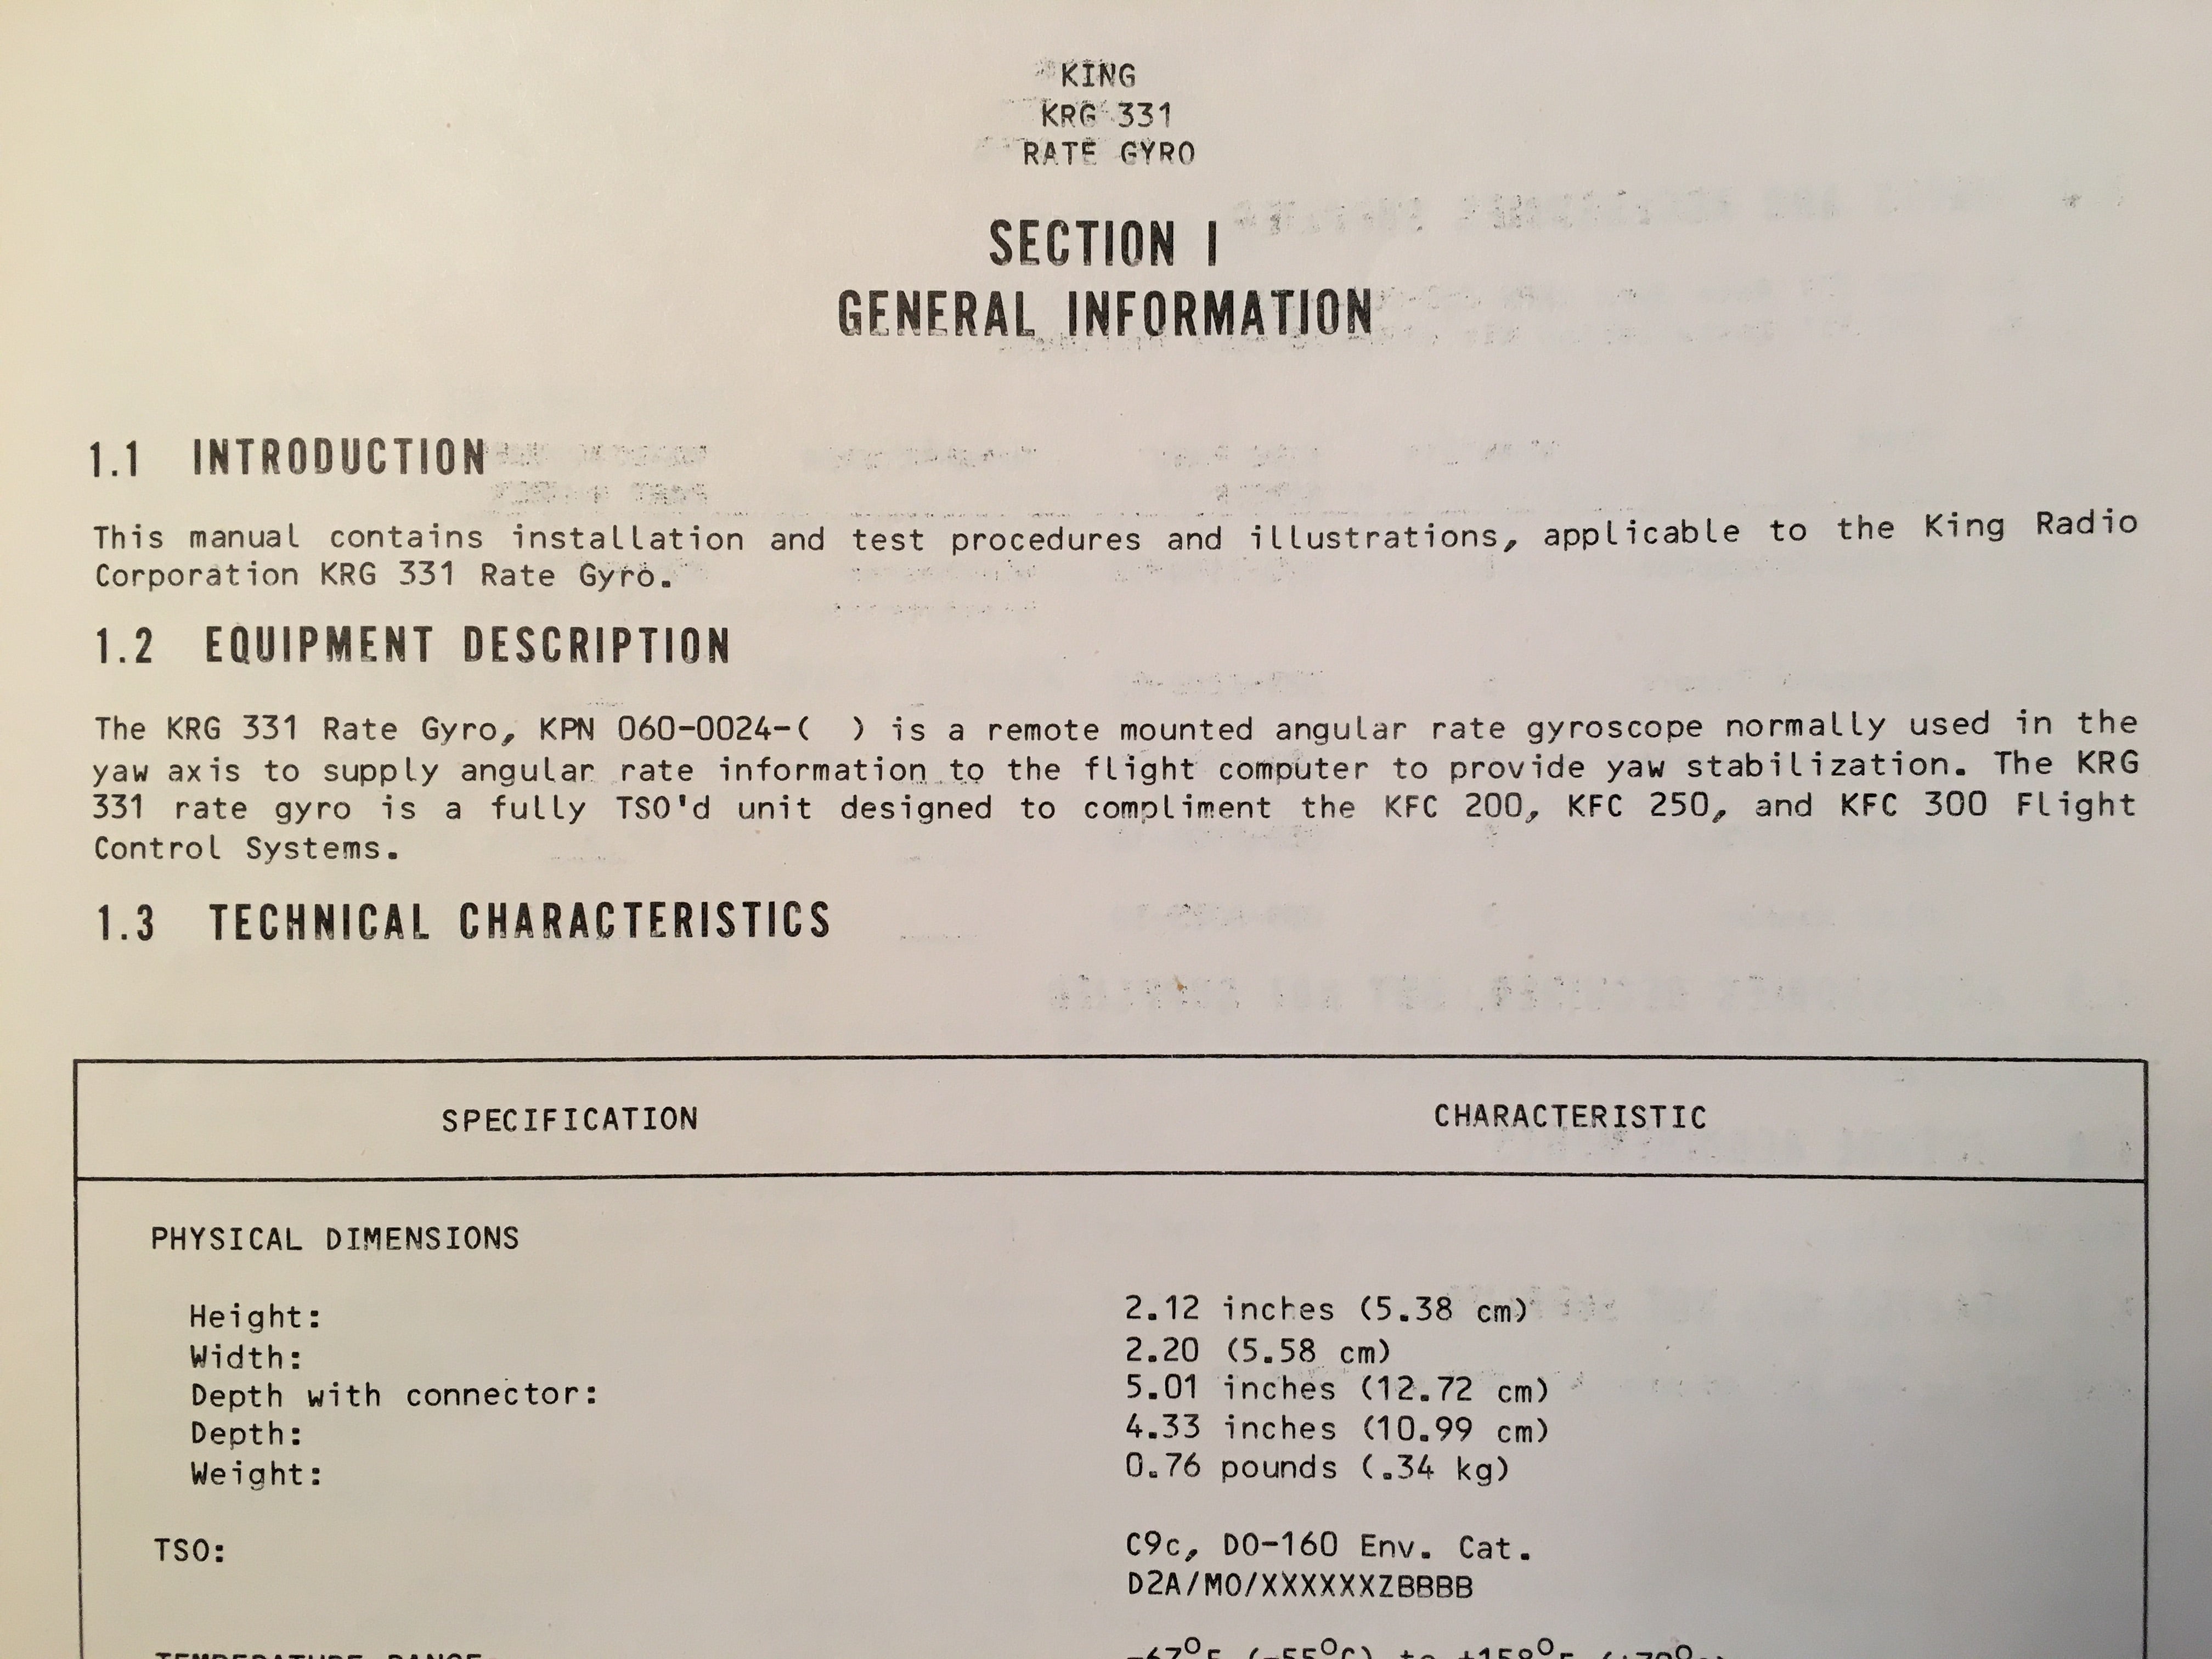 KING
KRG 331
RATE GYRO
SECTION I
GENERAL INFORMATION
1.1 INTRODUCTION
This manual contains installation and test procedures and illustrations, applicable to the King Radio
Corporation KRG 331 Rate Gyro.
1.2 EQUIPMENT DESCRIPTION
The KRG 331 Rate Gyro, KPN 060-0024-( ) is a remote mounted angular rate gyroscope normally used in the
yaw axis to supply angular rate information to the flight computer to provide yaw stabilization. The KRG
331 rate gyro is a fully TSO'd unit designed to compliment the KFC 200, KFC 250, and KFC 300 Flight
Control Systems.
1.3 TECHNICAL CHARACTERISTICS
SPECIFICATION CHARACTERISTIC
PHYSICAL DIMENSIONS
Height: 2.12 inches (5.38 cm)
Width: 2.20 (5.58 cm)
Depth with connector: 5.01 inches (12.72 cm)
Depth: 4.33 inches (10.99 cm)
Weight: 0.76 pounds (.34 kg)
TSO: C9c, DO-160 Env. Cat.
D2A/MO/XXXXXXZBBBB
TEMPERATURE RANGE: -67°F (-55°C) to +158°F (+70°C)